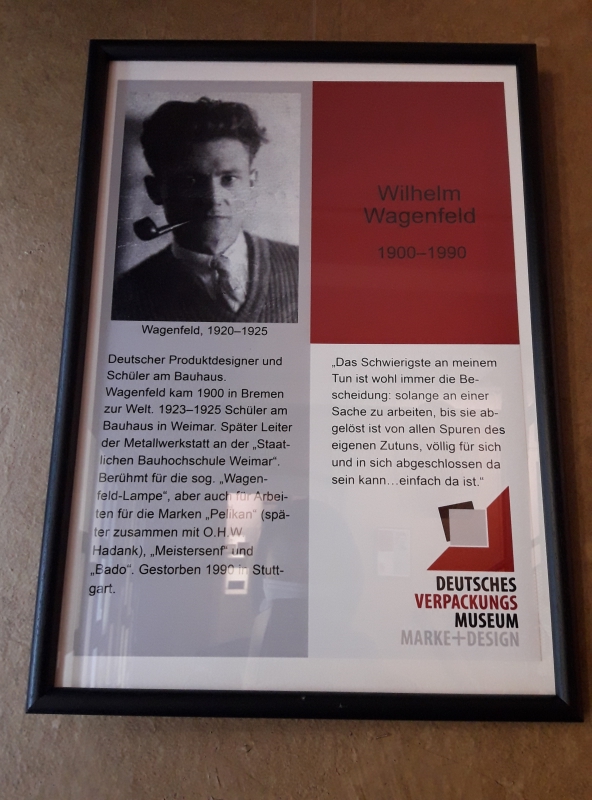 Wilhelm
Wagenfeld
1900–1990
Wagenfeld, 1920–1925
Deutscher Produktdesigner und
Schüler am Bauhaus.
Wagenfeld kam 1900 in Bremen
zur Welt. 1923–1925 Schüler am
Bauhaus in Weimar. Später Leiter
der Metallwerkstatt an der „Staat-
lichen Bauhochschule Weimar“.
Berühmt für die sog. „Wagen-
feld-Lampe“, aber auch für Arbei-
ten für die Marken „Pelikan“ (spä-
ter zusammen mit O.H.W.
Hadank), „Meistersenf“ und
„Bado“. Gestorben 1990 in Stutt-
gart.
„Das Schwierigste an meinem
Tun ist wohl immer die Be-
scheidung: solange an einer
Sache zu arbeiten, bis sie ab-
gelöst ist von allen Spuren des
eigenen Zutuns, völlig für sich
und in sich abgeschlossen da
sein kann…einfach da ist.“
DEUTSCHES
VERPACKUNGS
MUSEUM
MARKE+DESIGN